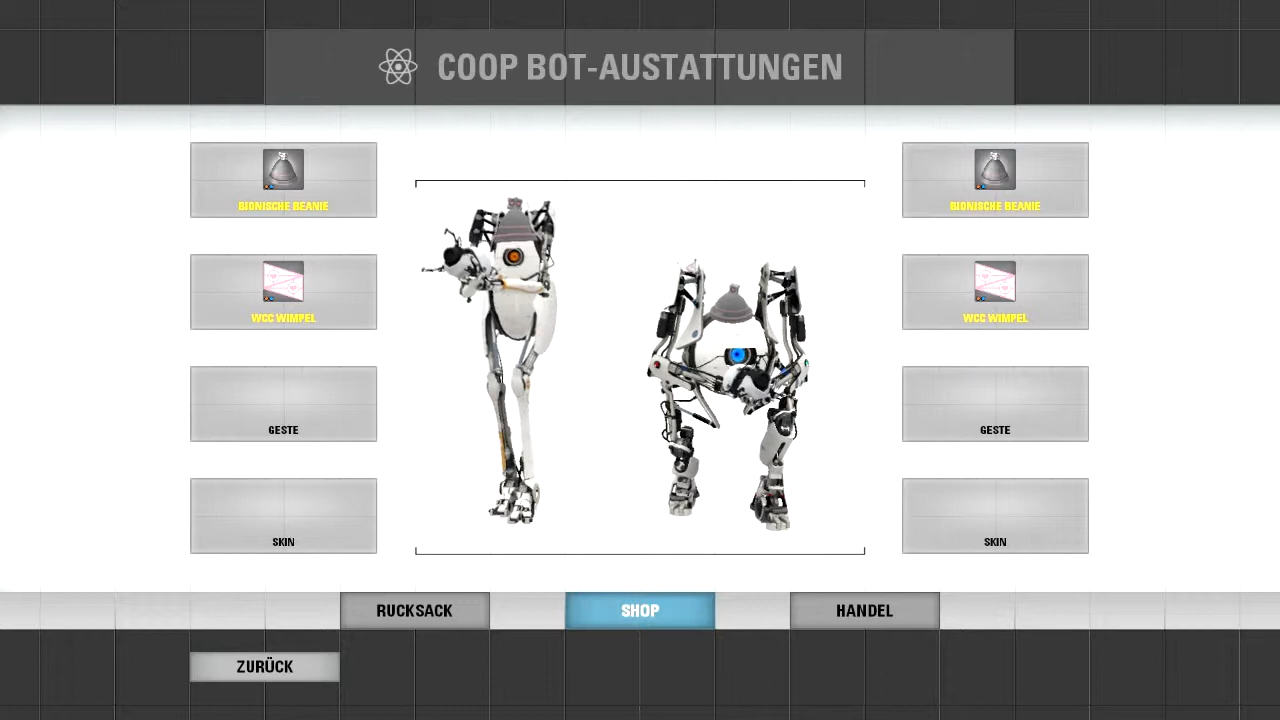 COOP BOT-AUSTATTUNGEN
BIONISCHE BEANIE
BIONISCHE BEANIE
WCC WIMPEL
WCC WIMPEL
GESTE
GESTE
SKIN
SKIN
RUCKSACK
SHOP
HANDEL
ZURÜCK